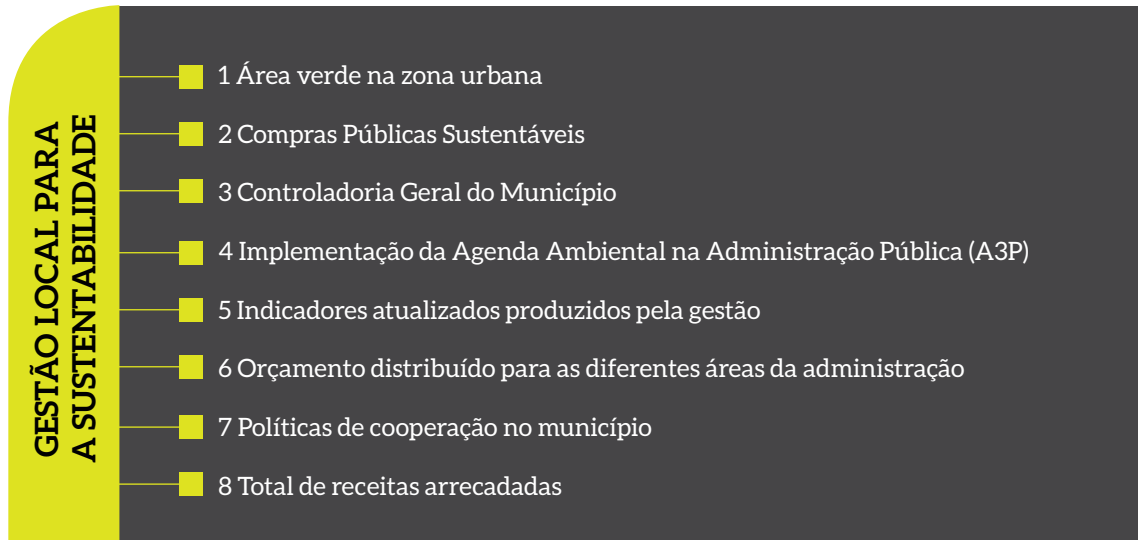 GESTÃO LOCAL PARA
A SUSTENTABILIDADE
1 Área verde na zona urbana
2 Compras Públicas Sustentáveis
3 Controladoria Geral do Município
4 Implementação da Agenda Ambiental na Administração Pública (A3P)
5 Indicadores atualizados produzidos pela gestão
6 Orçamento distribuído para as diferentes áreas da administração
7 Políticas de cooperação no município
8 Total de receitas arrecadadas